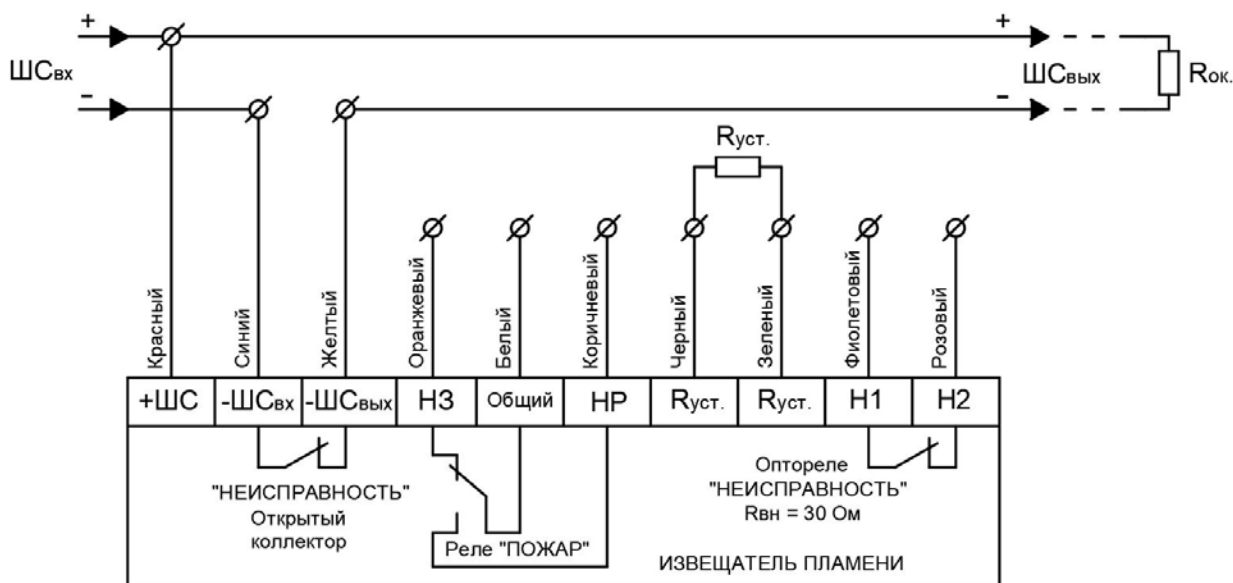 +
+
ШСвх
ШСвых
Rок.
-
-
Rуст.
Красный
Синий
Желтый
Оранжевый
Белый
Коричневый
Черный
Зеленый
Фиолетовый
Розовый
+ШС
-ШСвх
-ШСвых
НЗ
Общий
НР
Rуст.
Rуст.
Н1
Н2
"НЕИСПРАВНОСТЬ"
Открытый
коллектор
Реле "ПОЖАР"
Оптореле
"НЕИСПРАВНОСТЬ"
Rвн = 30 Ом
ИЗВЕЩАТЕЛЬ ПЛАМЕНИ